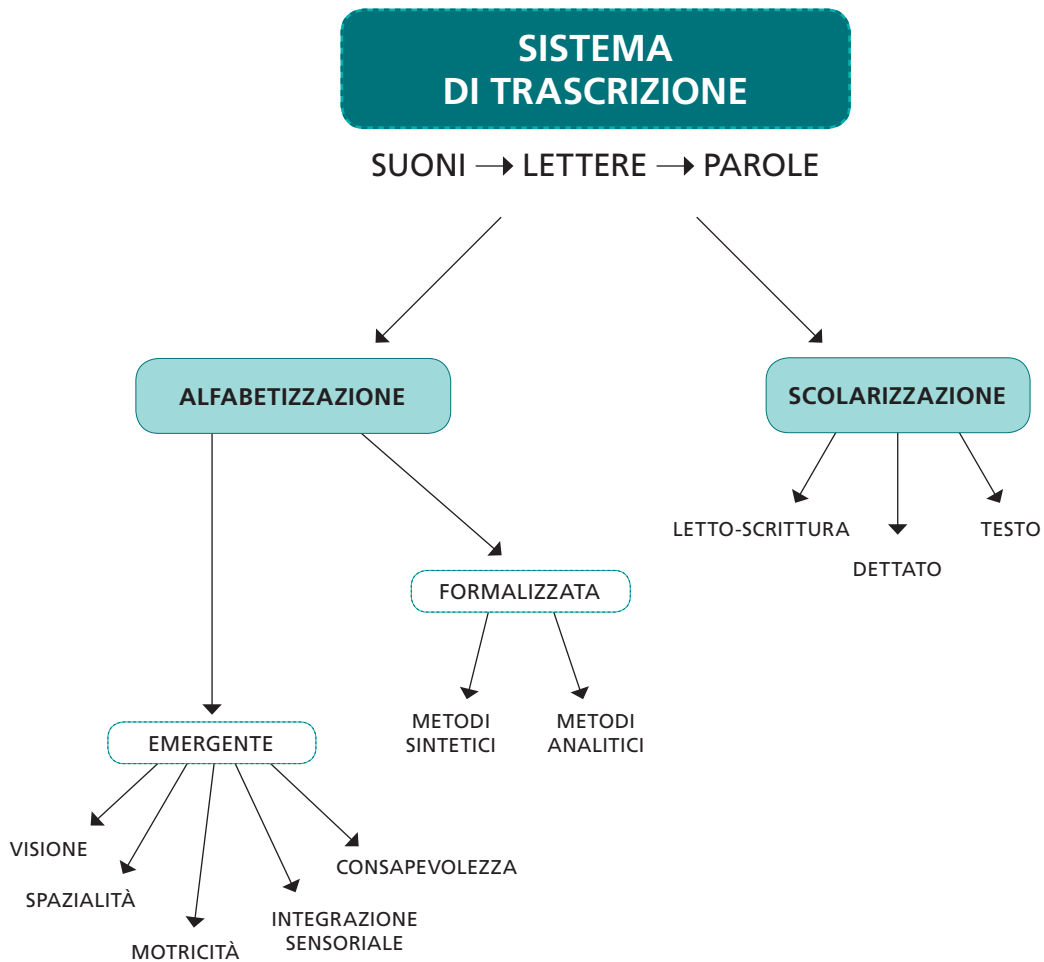 SISTEMA
DI TRASCRIZIONE
SUONI → LETTERE → PAROLE
ALFABETIZZAZIONE
SCOLARIZZAZIONE
LETTO-SCRITTURA
DETTATO
TESTO
FORMALIZZATA
METODI
SINTETICI
METODI
ANALITICI
EMERGENTE
VISIONE
SPAZIALITÀ
MOTRICITÀ
INTEGRAZIONE
SENSORIALE
CONSAPEVOLEZZA